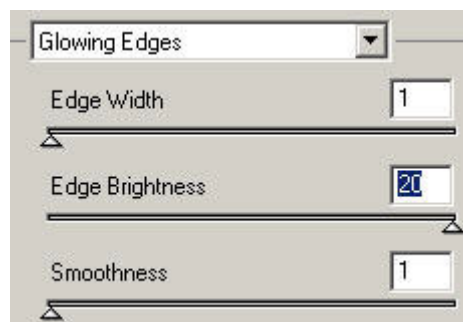 Glowing Edges
Edge Width 1
Edge Brightness 20
Smoothness 1